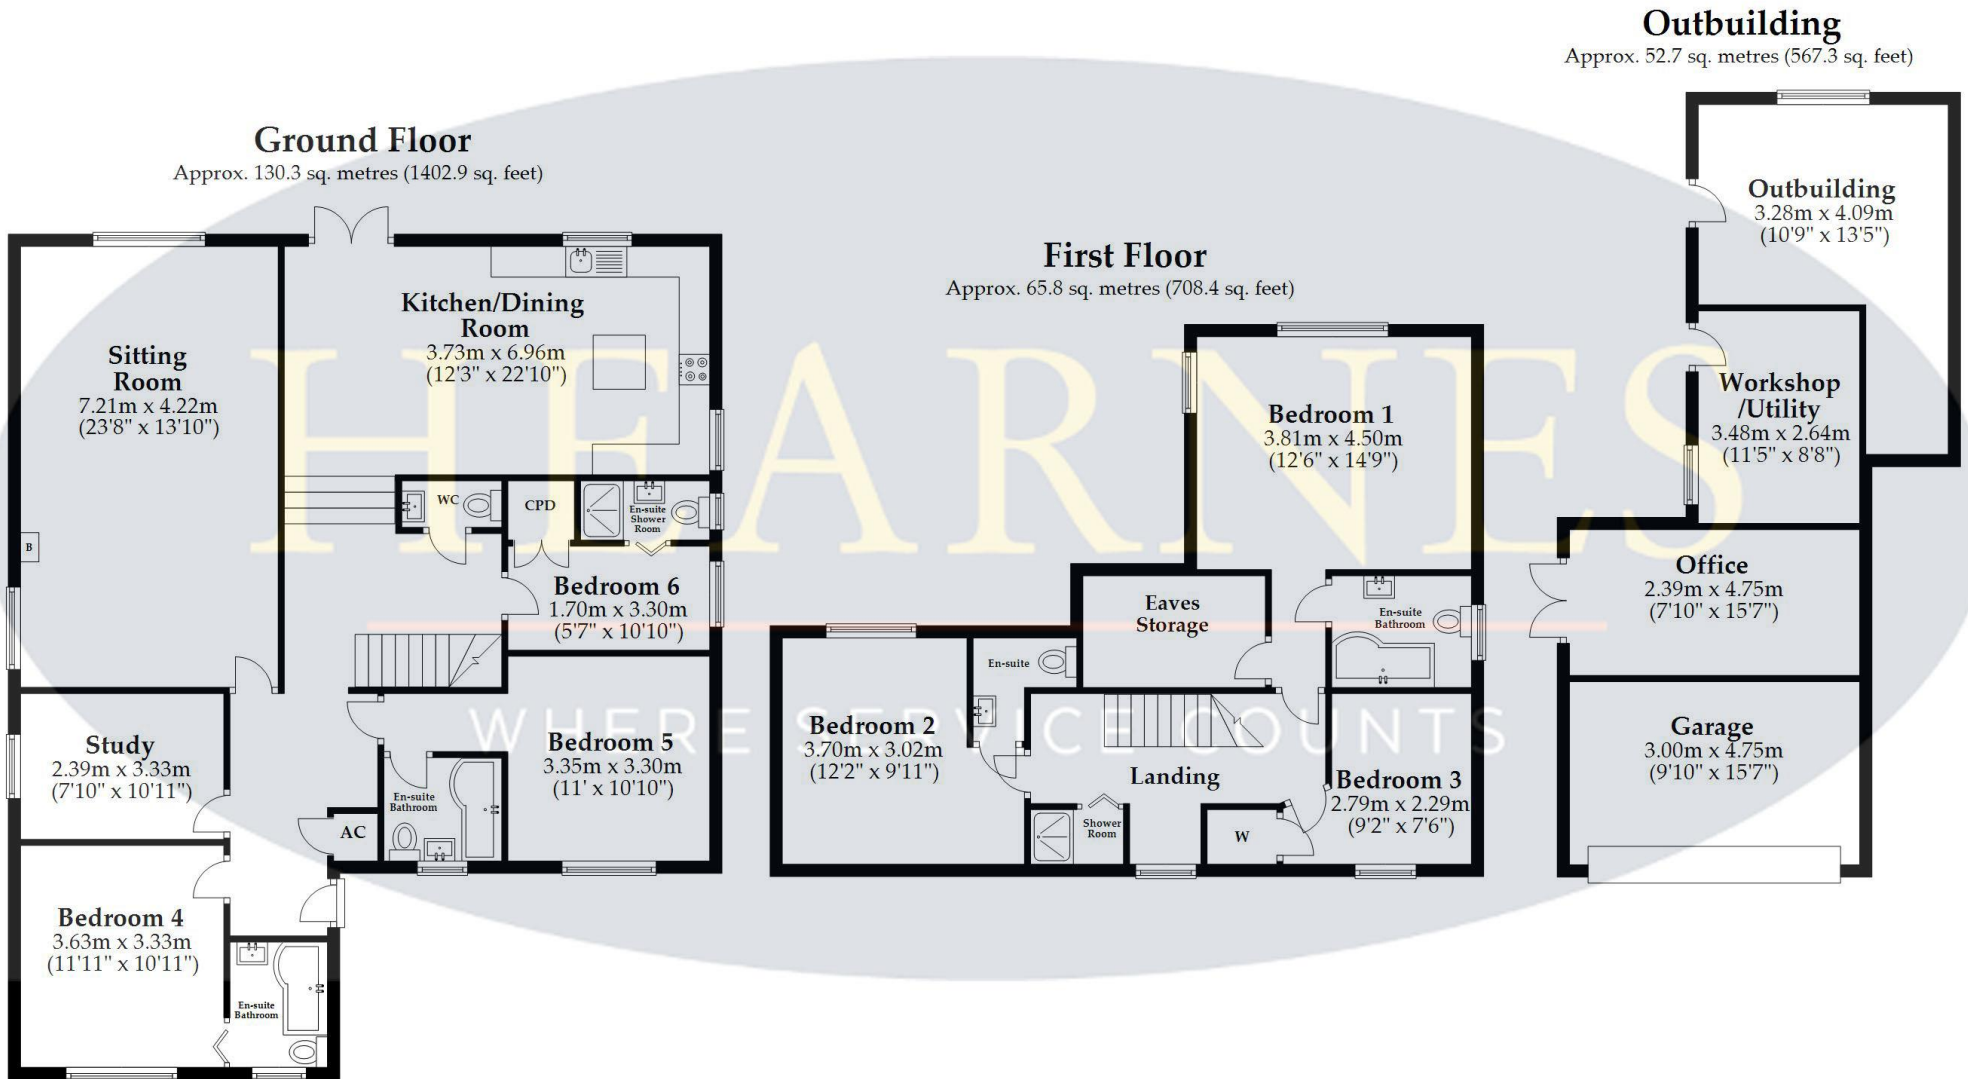 Ground Floor
Approx. 130.3 sq. metres (1402.9 sq. feet)
Sitting
Room
7.21m x 4.22m
(23'8" x 13'10")
B
Kitchen/Dining
Room
3.73m x 6.96m
(12'3" x 22'10")
WC
CPD
En-suite
Shower
Room
Bedroom 6
1.70m x 3.30m
(5'7" x 10'10")
Study
2.39m x 3.33m
(7'10" x 10'11")
Bedroom 5
3.35m x 3.30m
(11' x 10'10")
En-suite
Bathroom
AC
Bedroom 4
3.63m x 3.33m
(11'11" x 10'11")
En-suite
Bathroom
First Floor
Approx. 65.8 sq. metres (708.4 sq. feet)
Bedroom 1
3.81m x 4.50m
(12'6" x 14'9")
Eaves
Storage
En-suite
Bathroom
En-suite
Bedroom 2
3.70m x 3.02m
(12'2" x 9'11")
Landing
Bedroom 3
2.79m x 2.29m
(9'2" x 7'6")
Shower
Room
W
Outbuilding
Approx. 52.7 sq. metres (567.3 sq. feet)
Outbuilding
3.28m x 4.09m
(10'9" x 13'5")
Workshop
/Utility
3.48m x 2.64m
(11'5" x 8'8")
Office
2.39m x 4.75m
(7'10" x 15'7")
Garage
3.00m x 4.75m
(9'10" x 15'7")
HEARNES
WHERE SERVICE COUNTS